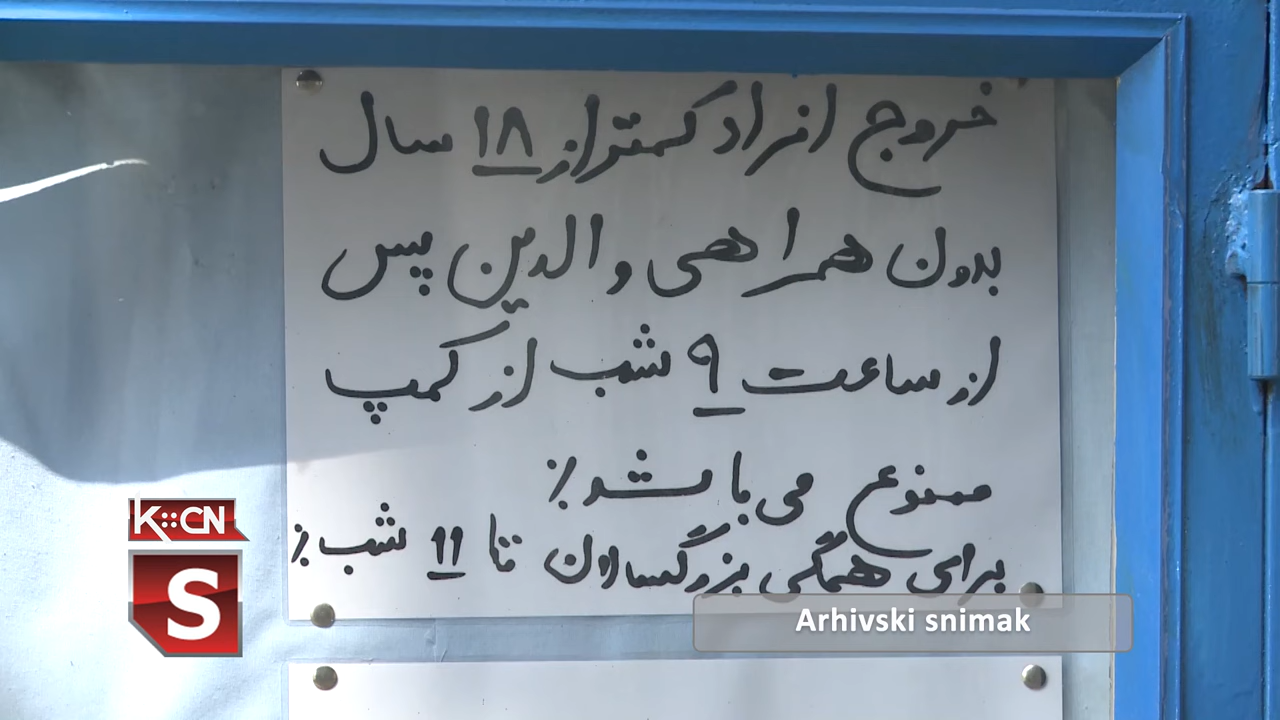 خروج افراد کمتر از ۱۸ سال
بدون همراهی والدین پس
از ساعت ۹ شب از کمپ
ممنوع می باشد ٪
برای همگی بزرگسالان تا ۱۱ شب ٪
K::CN
S
Arhivski snimak